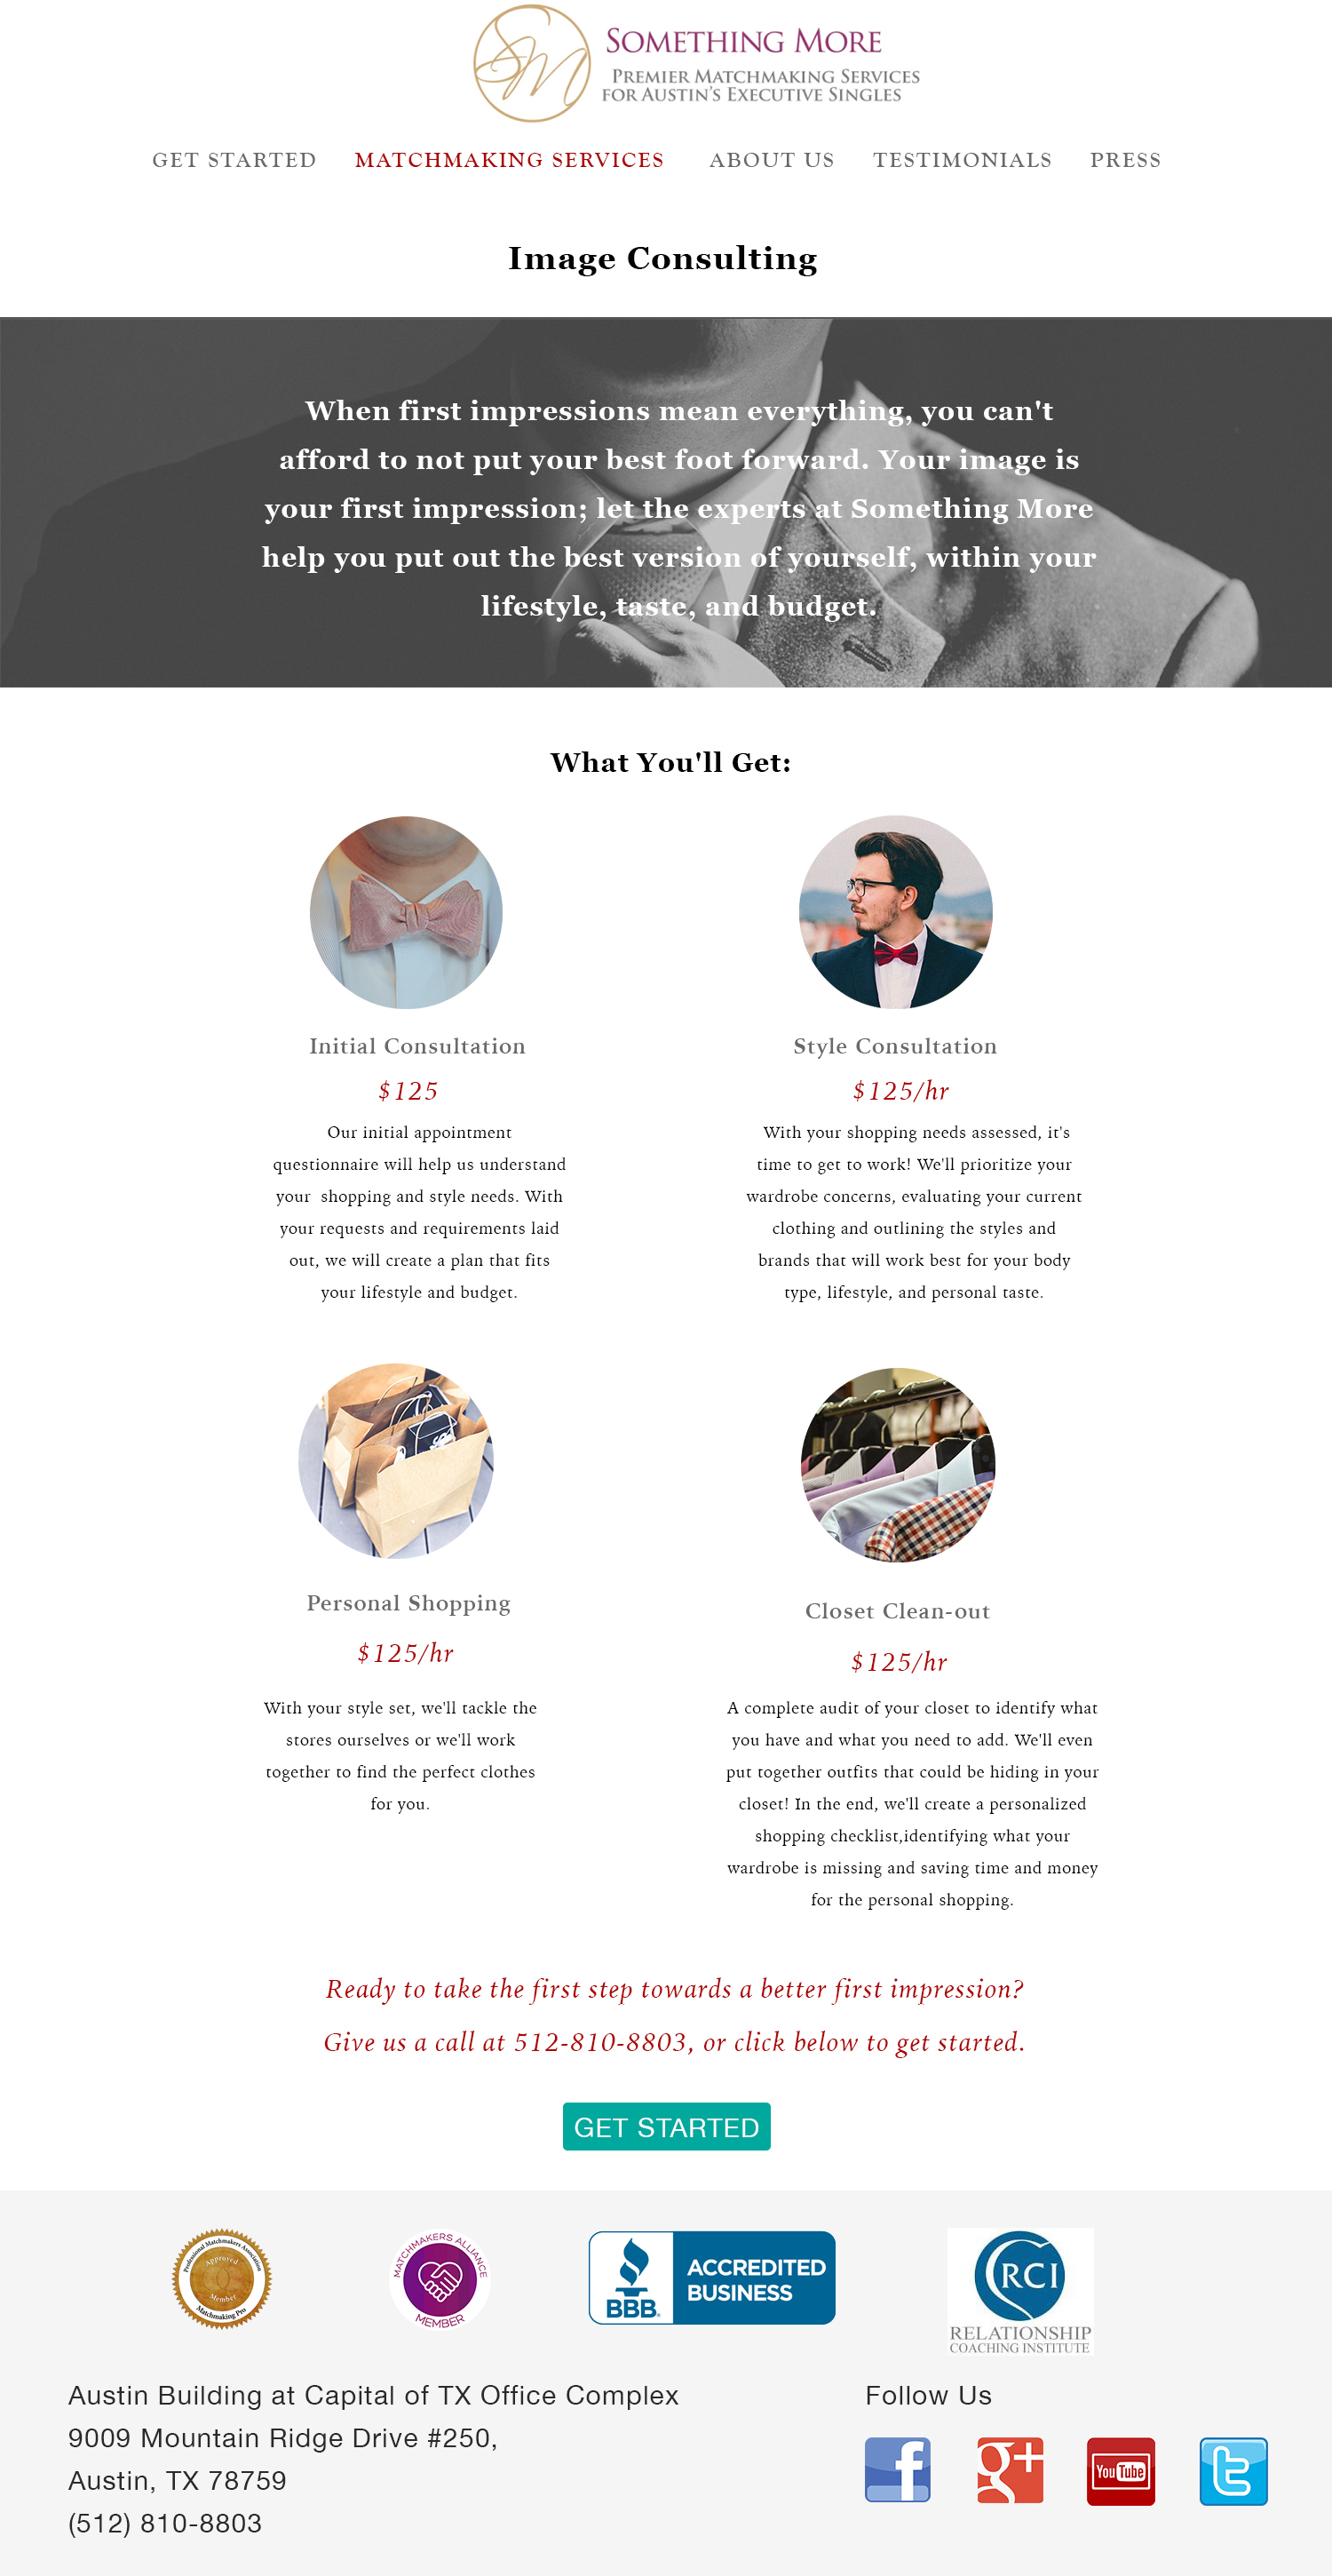 SM
SOMETHING MORE
PREMIER MATCHMAKING SERVICES
FOR AUSTIN'S EXECUTIVE SINGLES
GET STARTED MATCHMAKING SERVICES ABOUT US TESTIMONIALS PRESS
Image Consulting
When first impressions mean everything, you can't
afford to not put your best foot forward. Your image is
your first impression; let the experts at Something More
help you put out the best version of yourself, within your
lifestyle, taste, and budget.
What You'll Get:
Initial Consultation
$125
Our initial appointment
questionnaire will help us understand
your  shopping and style needs. With
your requests and requirements laid
out, we will create a plan that fits
your lifestyle and budget.
Style Consultation
$125/hr
With your shopping needs assessed, it's
time to get to work! We'll prioritize your
wardrobe concerns, evaluating your current
clothing and outlining the styles and
brands that will work best for your body
type, lifestyle, and personal taste.
Personal Shopping
$125/hr
With your style set, we'll tackle the
stores ourselves or we'll work
together to find the perfect clothes
for you.
Closet Clean-out
$125/hr
A complete audit of your closet to identify what
you have and what you need to add. We'll even
put together outfits that could be hiding in your
closet! In the end, we'll create a personalized
shopping checklist,identifying what your
wardrobe is missing and saving time and money
for the personal shopping.
Ready to take the first step towards a better first impression?
Give us a call at 512-810-8803, or click below to get started.
GET STARTED
Professional Matchmakers Association
Approved
Member
Matchmaking Pro
MATCHMAKERS ALLIANCE
MEMBER
BBB.
ACCREDITED
BUSINESS
RCI
RELATIONSHIP
COACHING INSTITUTE
Austin Building at Capital of TX Office Complex
9009 Mountain Ridge Drive #250,
Austin, TX 78759
(512) 810-8803
Follow Us
f
g+
YouTube
t